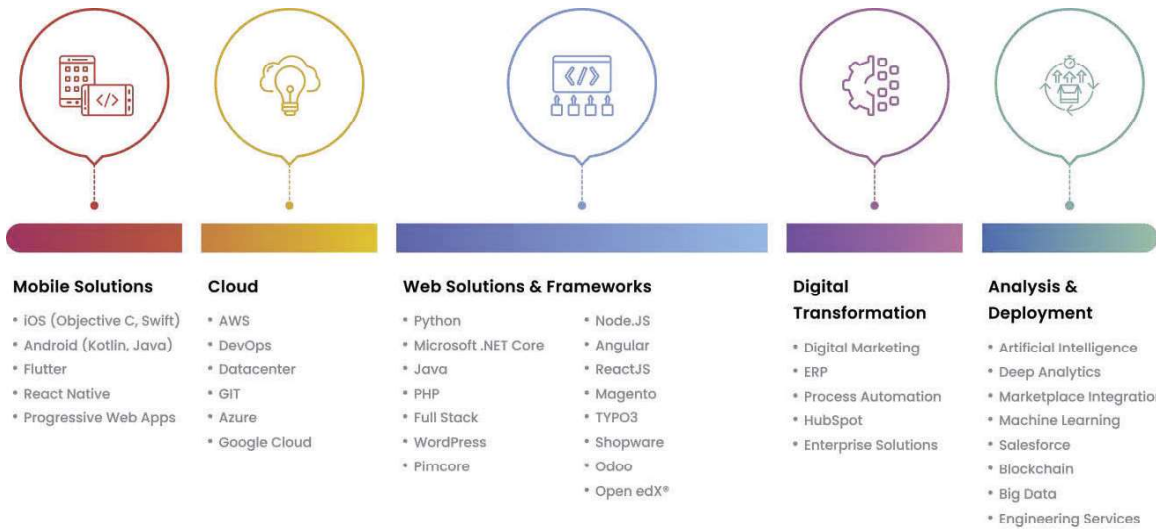 </>
</>
Mobile Solutions
• iOS (Objective C, Swift)
• Android (Kotlin, Java)
• Flutter
• React Native
• Progressive Web Apps
Cloud
• AWS
• DevOps
• Datacenter
• GIT
• Azure
• Google Cloud
Web Solutions & Frameworks
• Python
• Microsoft .NET Core
• Java
• PHP
• Full Stack
• WordPress
• Pimcore
• Node.JS
• Angular
• ReactJS
• Magento
• TYPO3
• Shopware
• Odoo
• Open edX®
Digital
Transformation
• Digital Marketing
• ERP
• Process Automation
• HubSpot
• Enterprise Solutions
Analysis &
Deployment
• Artificial Intelligence
• Deep Analytics
• Marketplace Integration
• Machine Learning
• Salesforce
• Blockchain
• Big Data
• Engineering Services